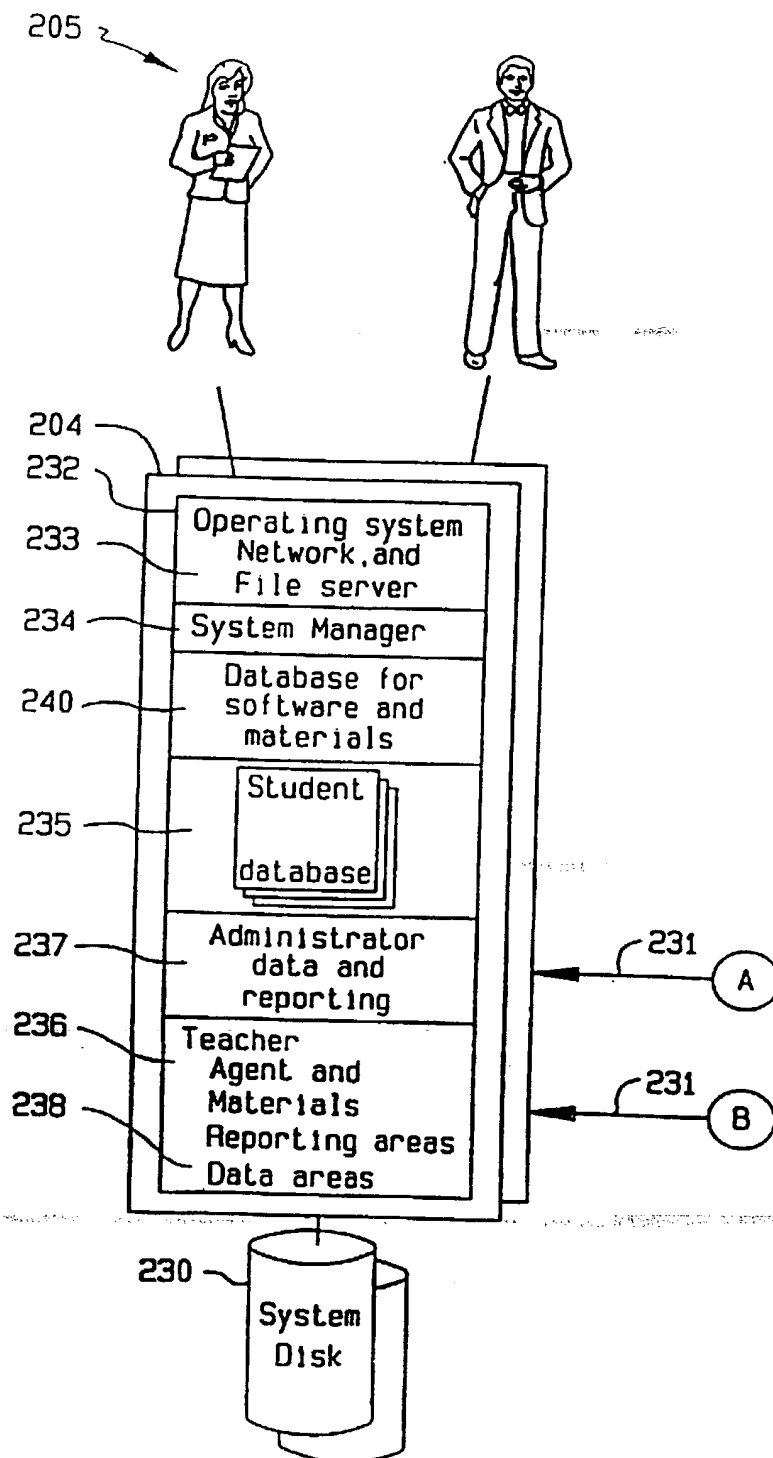 205
204
232
Operating system
Network, and
233
File server
234
System Manager
Database for
240
software and
materials
Student
235
database
Administrator
237
data and
231
A
reporting
236
Teacher
Agent and
Materials
231
B
238
Reporting areas
Data areas
230
System
Disk